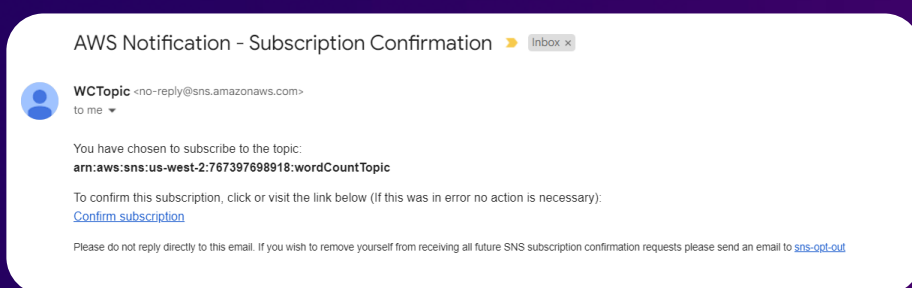 AWS Notification - Subscription Confirmation Inbox ×
WCTopic <no-reply@sns.amazonaws.com>
to me
You have chosen to subscribe to the topic:
arn:aws:sns:us-west-2:767397698918:wordCountTopic
To confirm this subscription, click or visit the link below (If this was in error no action is necessary):
Confirm subscription
Please do not reply directly to this email. If you wish to remove yourself from receiving all future SNS subscription confirmation requests please send an email to sns-opt-out